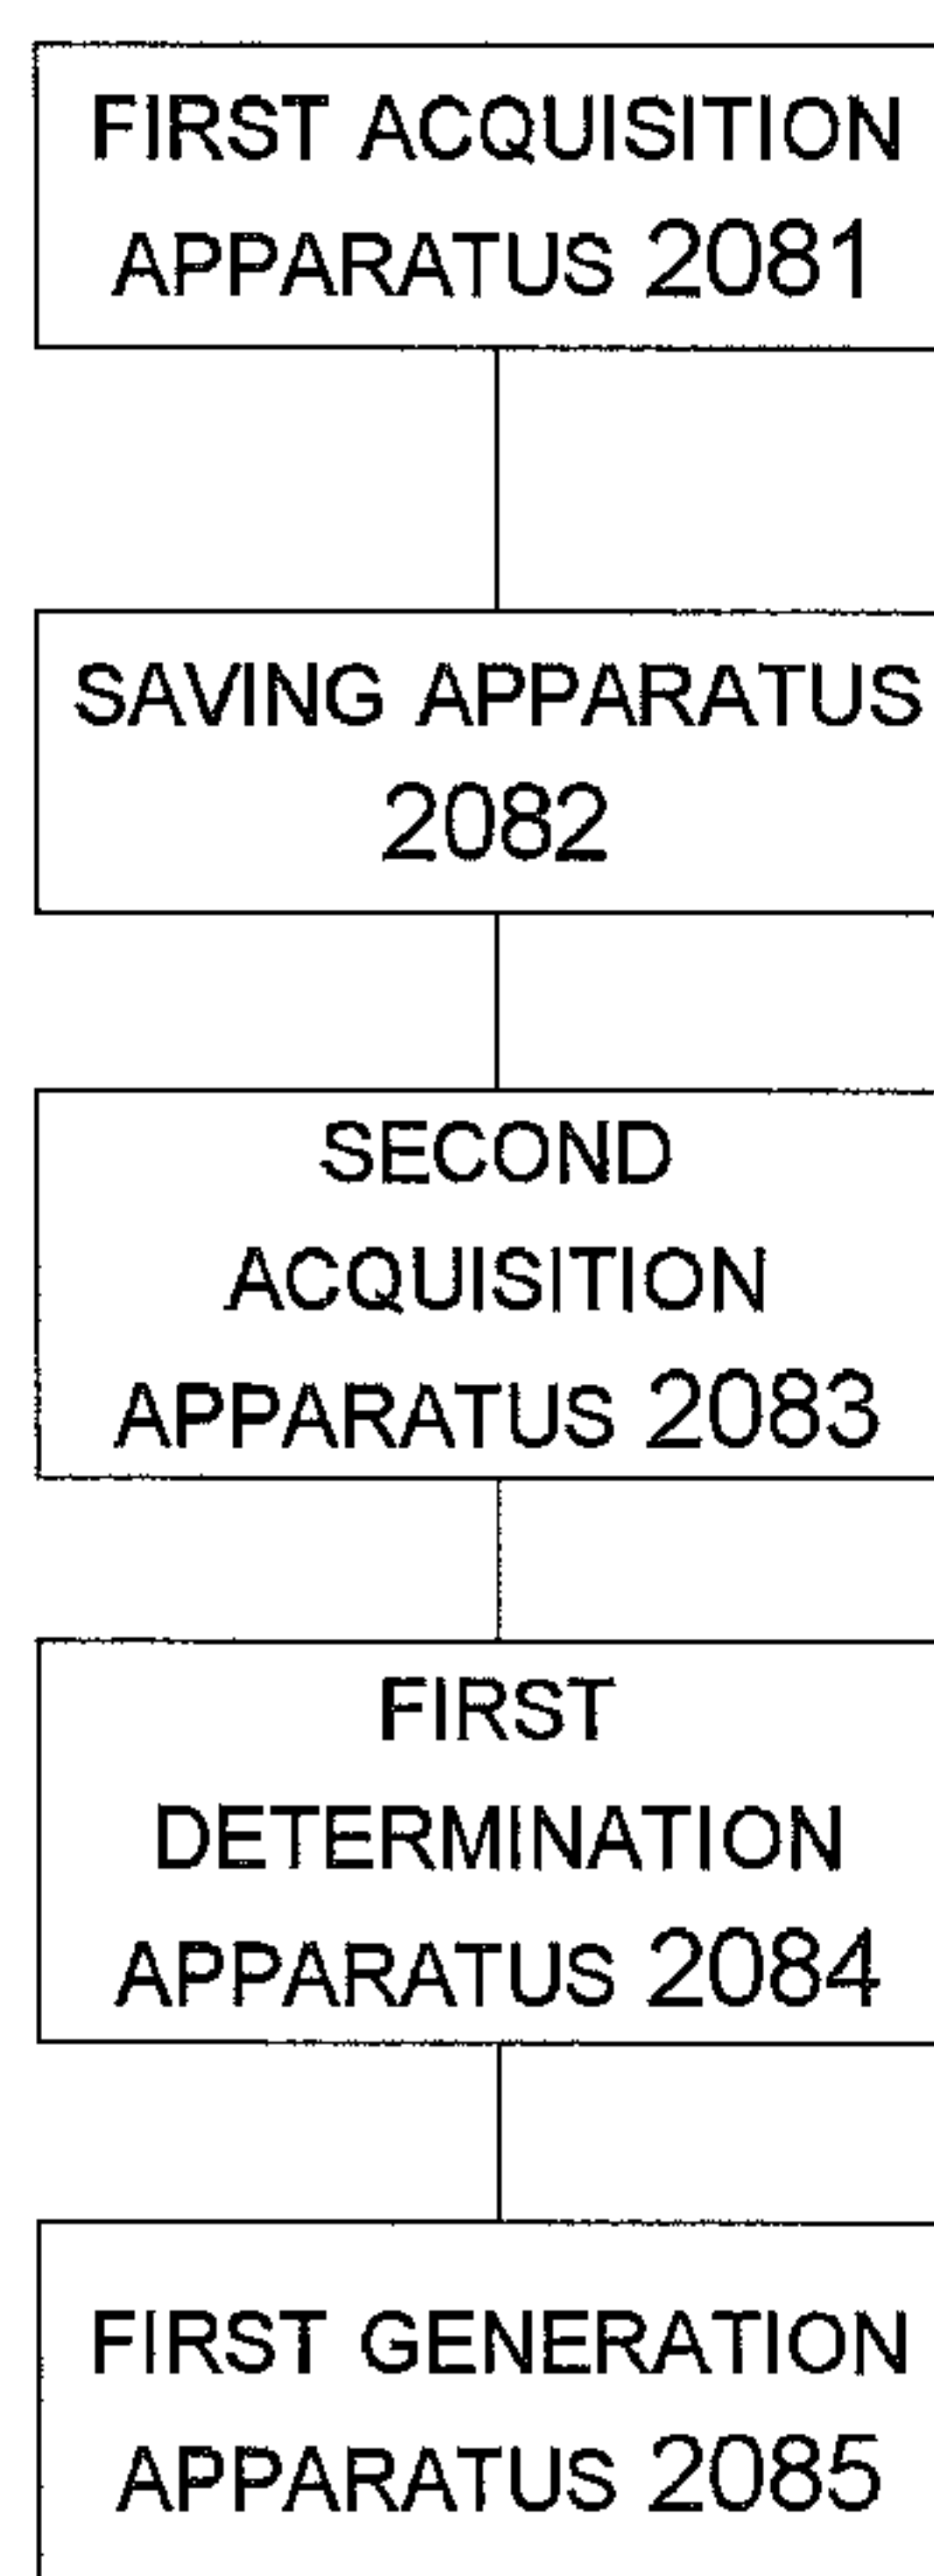 FIRST ACQUISITION
APPARATUS 2081
SAVING APPARATUS
2082
SECOND
ACQUISITION
APPARATUS 2083
FIRST
DETERMINATION
APPARATUS 2084
FIRST GENERATION
APPARATUS 2085